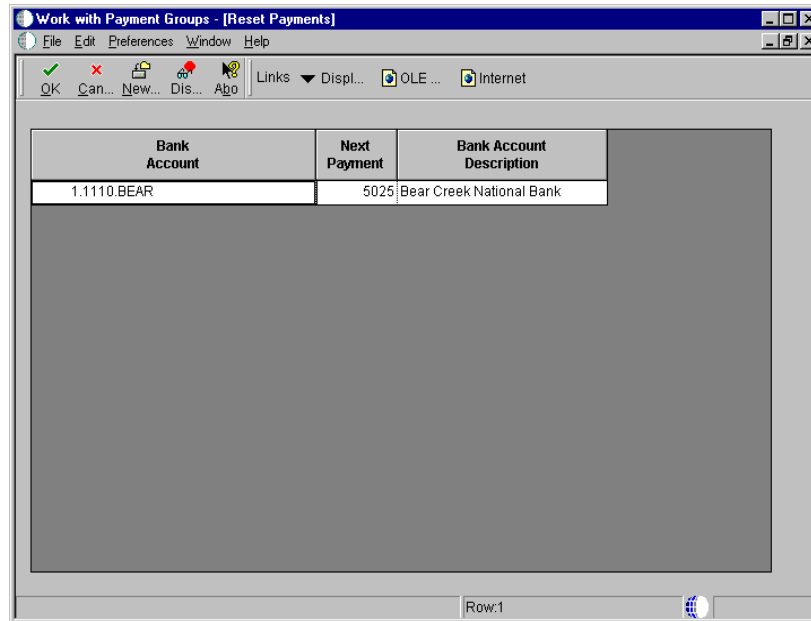 Work with Payment Groups - [Reset Payments]
File Edit Preferences Window Help
OK Can... New... Dis... Abo Links Displ... OLE ... Internet
Bank Account Next Payment Bank Account Description
1.1110.BEAR 5025 Bear Creek National Bank
Row:1